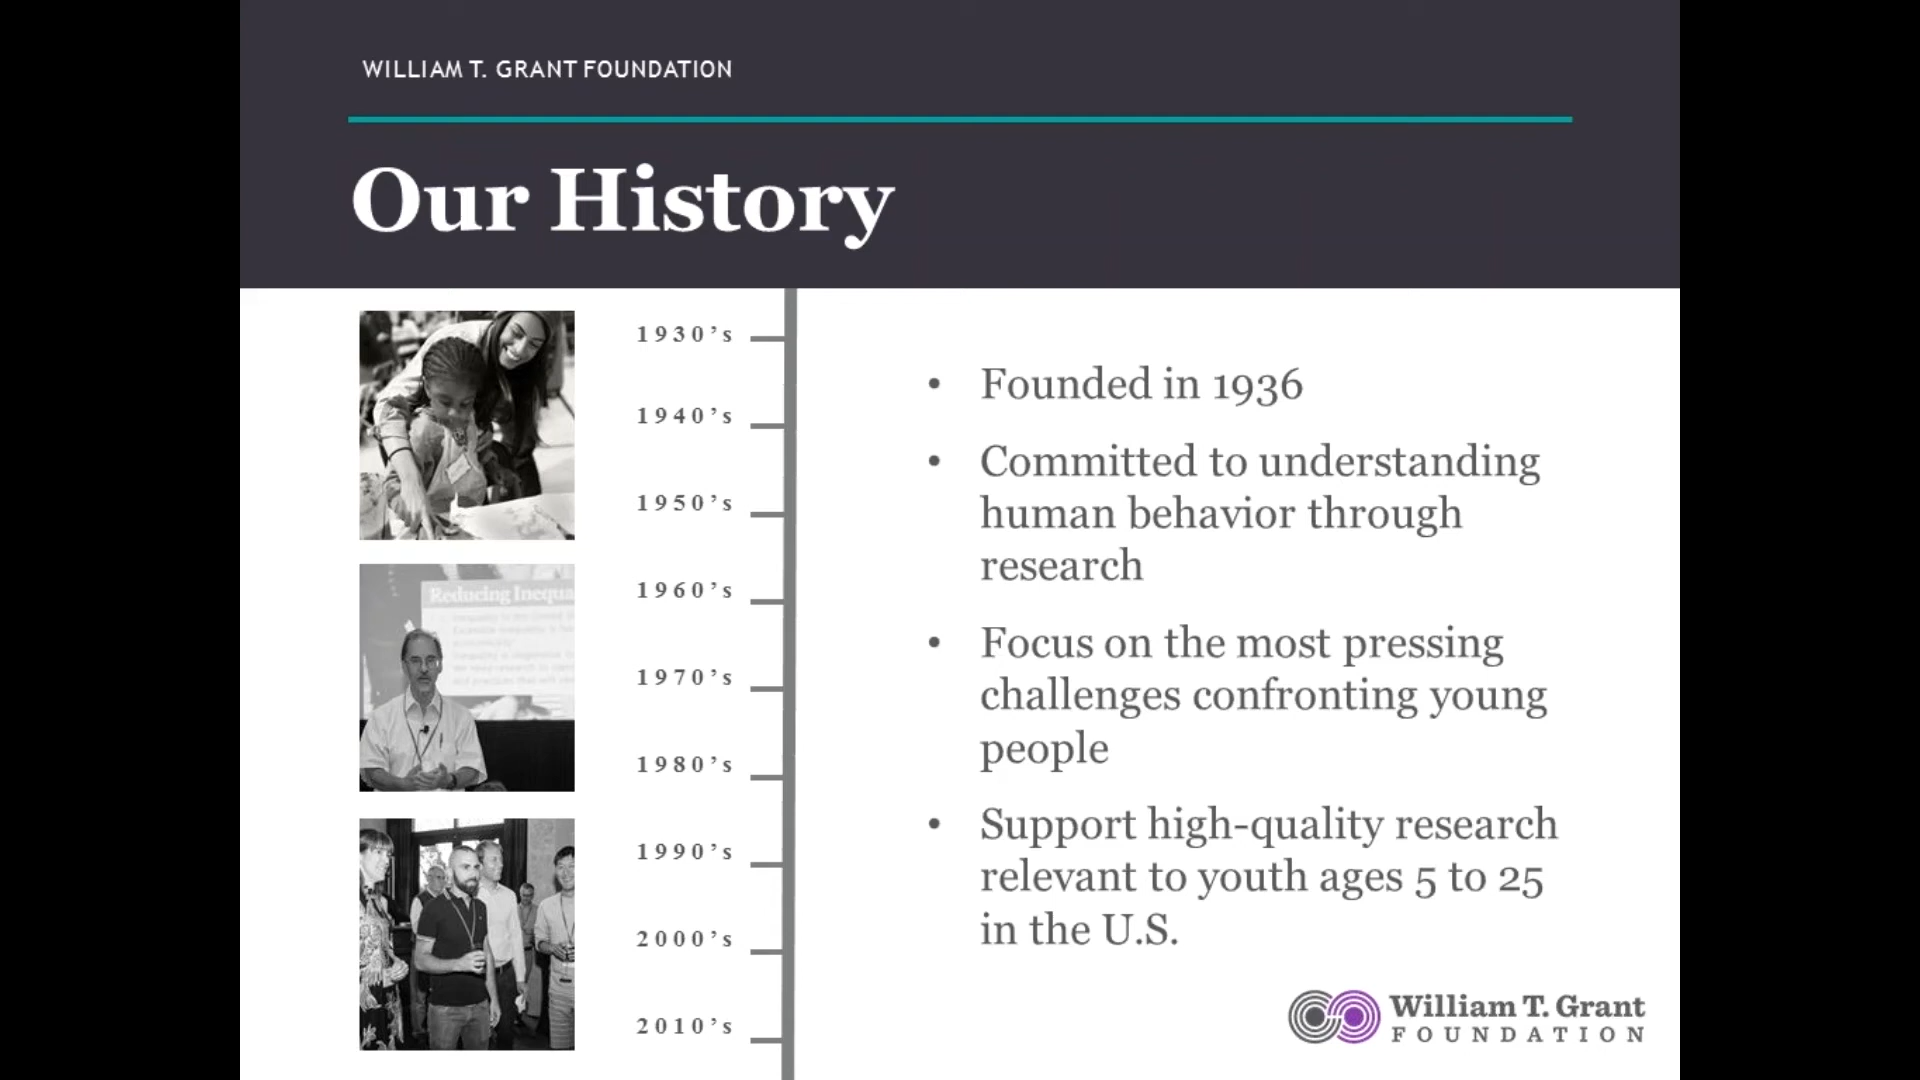 WILLIAM T. GRANT FOUNDATION
Our History
1930's
1940's
1950's
1960's
1970's
1980's
1990's
2000's
2010's
• Founded in 1936
• Committed to understanding
human behavior through
research
• Focus on the most pressing
challenges confronting young
people
• Support high-quality research
relevant to youth ages 5 to 25
in the U.S.
Reducing
William T. Grant
FOUNDATION